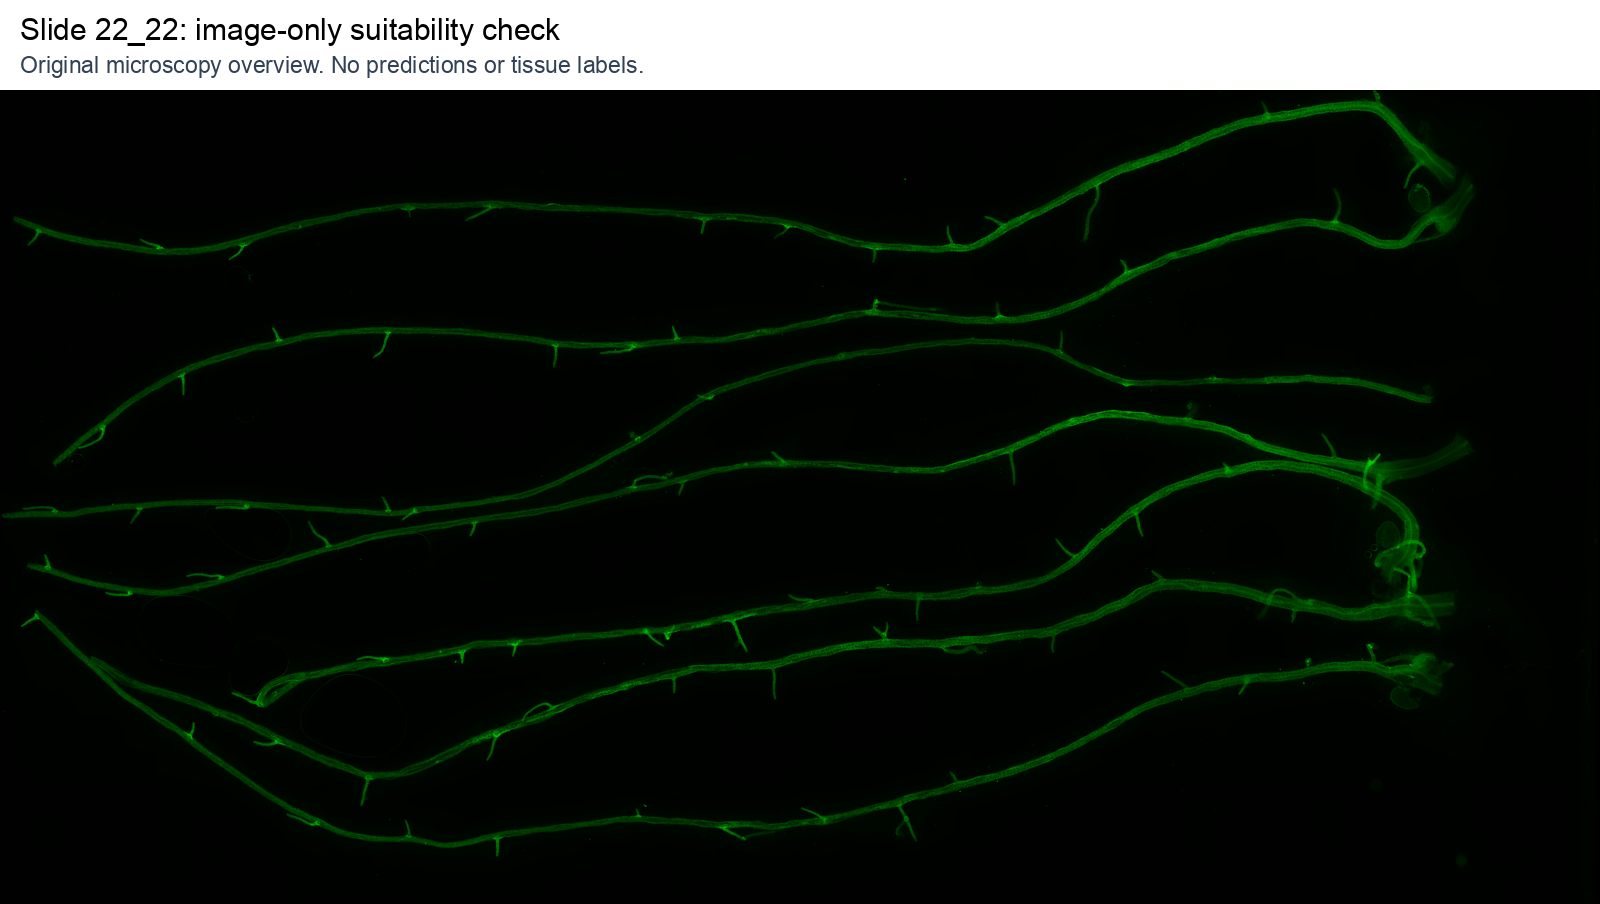 Slide 22_22: image-only suitability check
Original microscopy overview. No predictions or tissue labels.